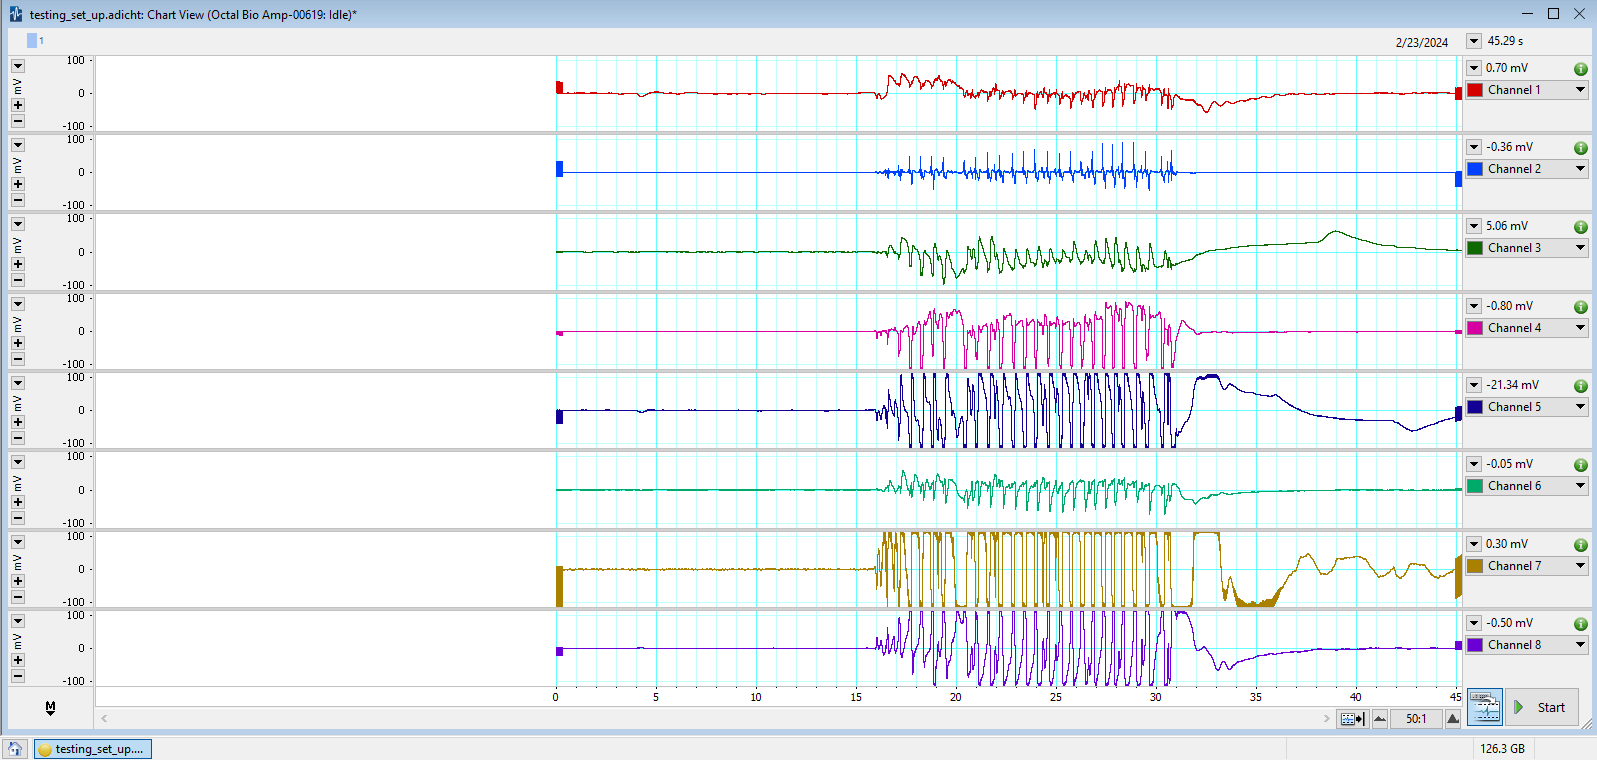 testing_set_up.adicht: Chart View (Octal Bio Amp-00619: Idle)*
1
2/23/2024
45.29 s
100
mV
0
-100
0.70 mV
Channel 1
100
mV
0
-100
-0.36 mV
Channel 2
100
mV
0
-100
5.06 mV
Channel 3
100
mV
0
-100
-0.80 mV
Channel 4
100
mV
0
-100
-21.34 mV
Channel 5
100
mV
0
-100
-0.05 mV
Channel 6
100
mV
0
-100
0.30 mV
Channel 7
100
mV
0
-100
-0.50 mV
Channel 8
0 5 10 15 20 25 30 35 40 45
M
50:1
Start
testing_set_up....
126.3 GB